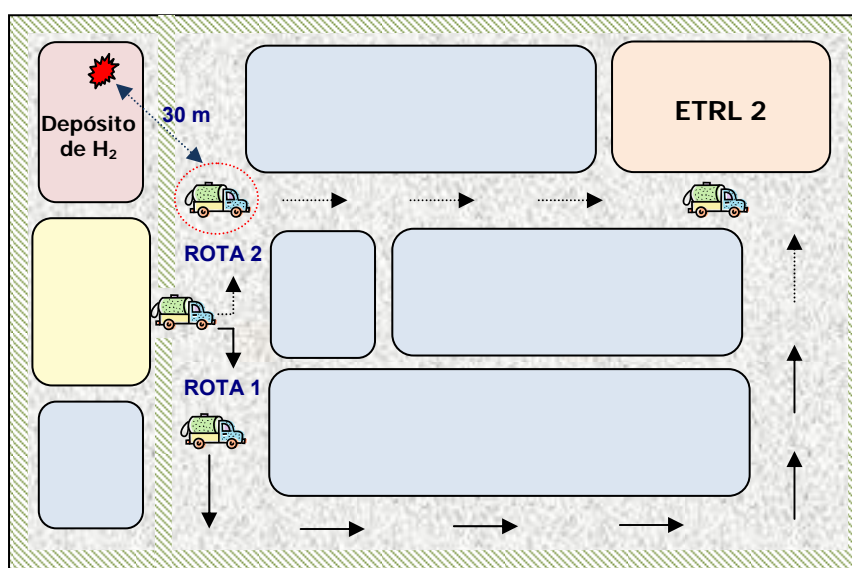 30 m
Depósito
de H₂
ETRL 2
ROTA 2
ROTA 1